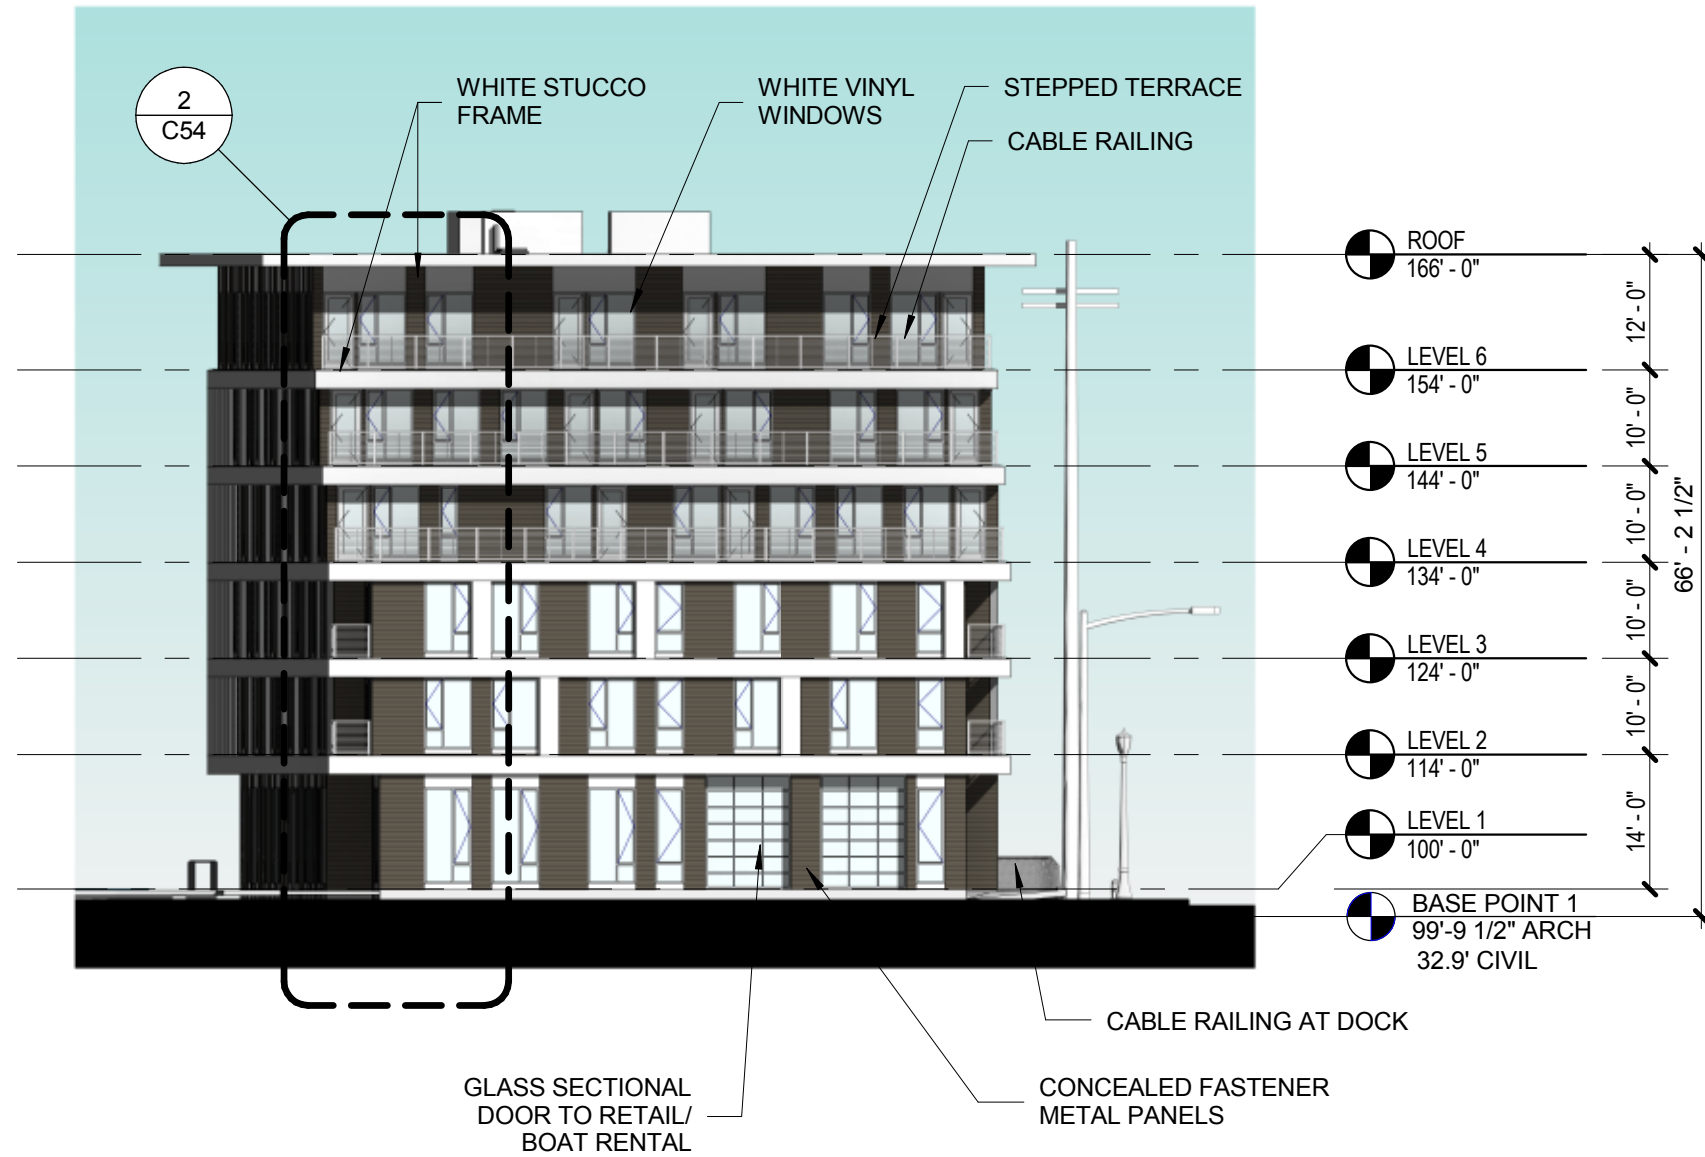 2
C54
WHITE STUCCO
FRAME
WHITE VINYL
WINDOWS
STEPPED TERRACE
CABLE RAILING
ROOF
166' - 0"
12' - 0"
LEVEL 6
154' - 0"
10' - 0"
LEVEL 5
144' - 0"
10' - 0"
66' - 2 1/2"
LEVEL 4
134' - 0"
10' - 0"
LEVEL 3
124' - 0"
10' - 0"
LEVEL 2
114' - 0"
14' - 0"
LEVEL 1
100' - 0"
BASE POINT 1
99'-9 1/2" ARCH
32.9' CIVIL
CABLE RAILING AT DOCK
GLASS SECTIONAL
DOOR TO RETAIL/
BOAT RENTAL
CONCEALED FASTENER
METAL PANELS